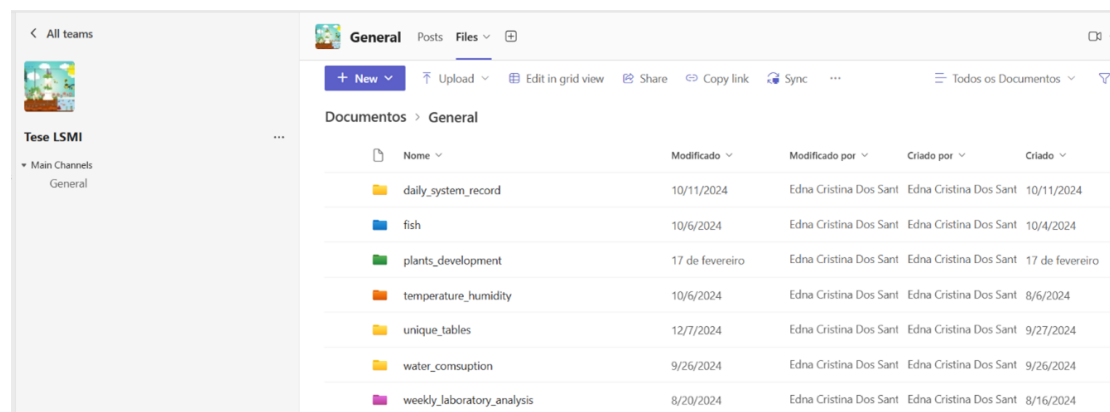 All teams
Tese LSMI
Main Channels
General
General Posts Files
New Upload Edit in grid view Share Copy link Sync Todos os Documentos
Documentos > General
Nome Modificado Modificado por Criado por Criado
daily_system_record 10/11/2024 Edna Cristina Dos Sant Edna Cristina Dos Sant 10/11/2024
fish 10/6/2024 Edna Cristina Dos Sant Edna Cristina Dos Sant 10/4/2024
plants_development 17 de fevereiro Edna Cristina Dos Sant Edna Cristina Dos Sant 17 de fevereiro
temperature_humidity 10/6/2024 Edna Cristina Dos Sant Edna Cristina Dos Sant 8/6/2024
unique_tables 12/7/2024 Edna Cristina Dos Sant Edna Cristina Dos Sant 9/27/2024
water_comsuption 9/26/2024 Edna Cristina Dos Sant Edna Cristina Dos Sant 9/26/2024
weekly_laboratory_analysis 8/20/2024 Edna Cristina Dos Sant Edna Cristina Dos Sant 8/16/2024